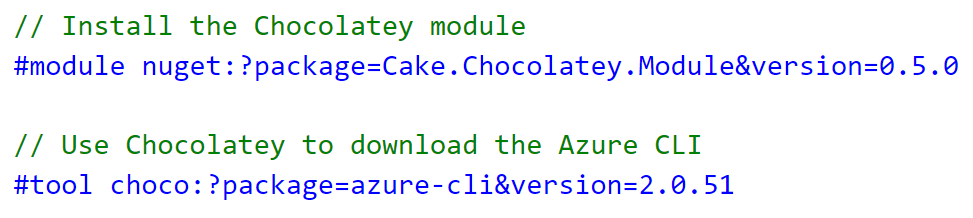 // Install the Chocolatey module
#module nuget:?package=Cake.Chocolatey.Module&version=0.5.0
// Use Chocolatey to download the Azure CLI
#tool choco:?package=azure-cli&version=2.0.51